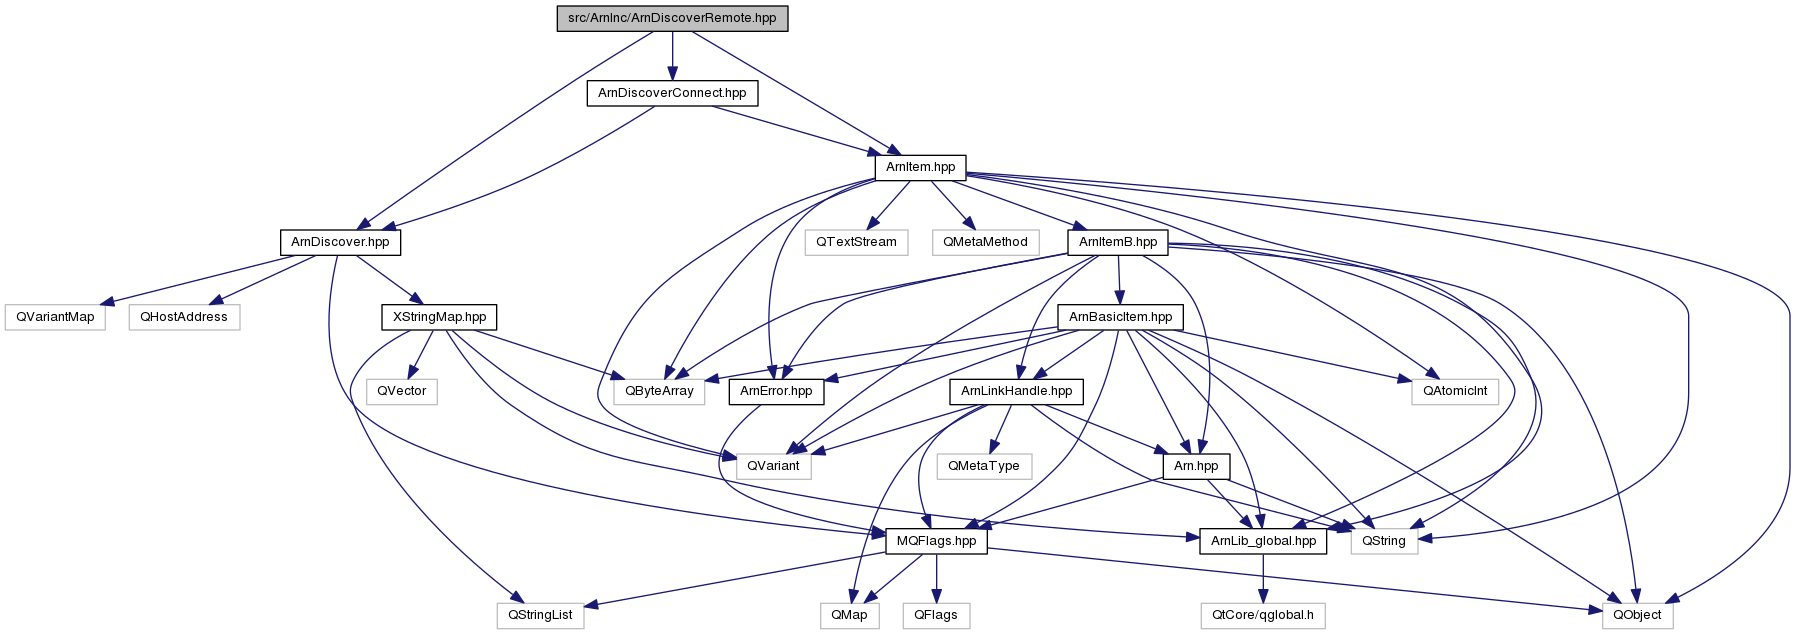 src/ArnInc/ArnDiscoverRemote.hpp
ArnDiscoverConnect.hpp
ArnItem.hpp
ArnDiscover.hpp
QTextStream
QMetaMethod
ArnItemB.hpp
QVariantMap
QHostAddress
XStringMap.hpp
ArnBasicItem.hpp
QVector
QByteArray
ArnError.hpp
ArnLinkHandle.hpp
QAtomicInt
QVariant
QMetaType
Arn.hpp
MQFlags.hpp
ArnLib_global.hpp
QString
QStringList
QMap
QFlags
QtCore/qglobal.h
QObject